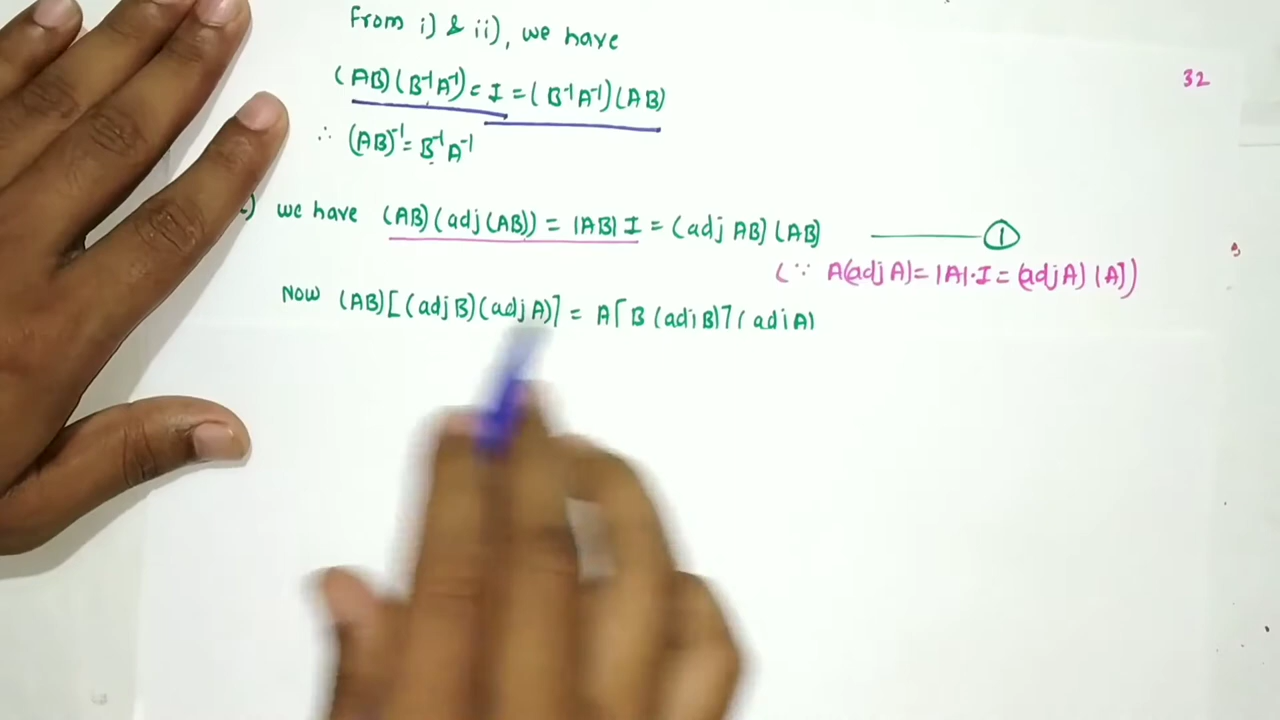 From i) & ii), we have
32
(AB)(B⁻¹A⁻¹) = I = (B⁻¹A⁻¹)(AB)
∴ (AB)⁻¹ = B⁻¹A⁻¹
) we have (AB)(adj(AB)) = |AB| I = (adj AB)(AB) ——— ①
(∵ A(adj A) = |A|·I = (adj A)(A))
Now (AB)[(adj B)(adj A)] = A[B(adj B)](adj A)